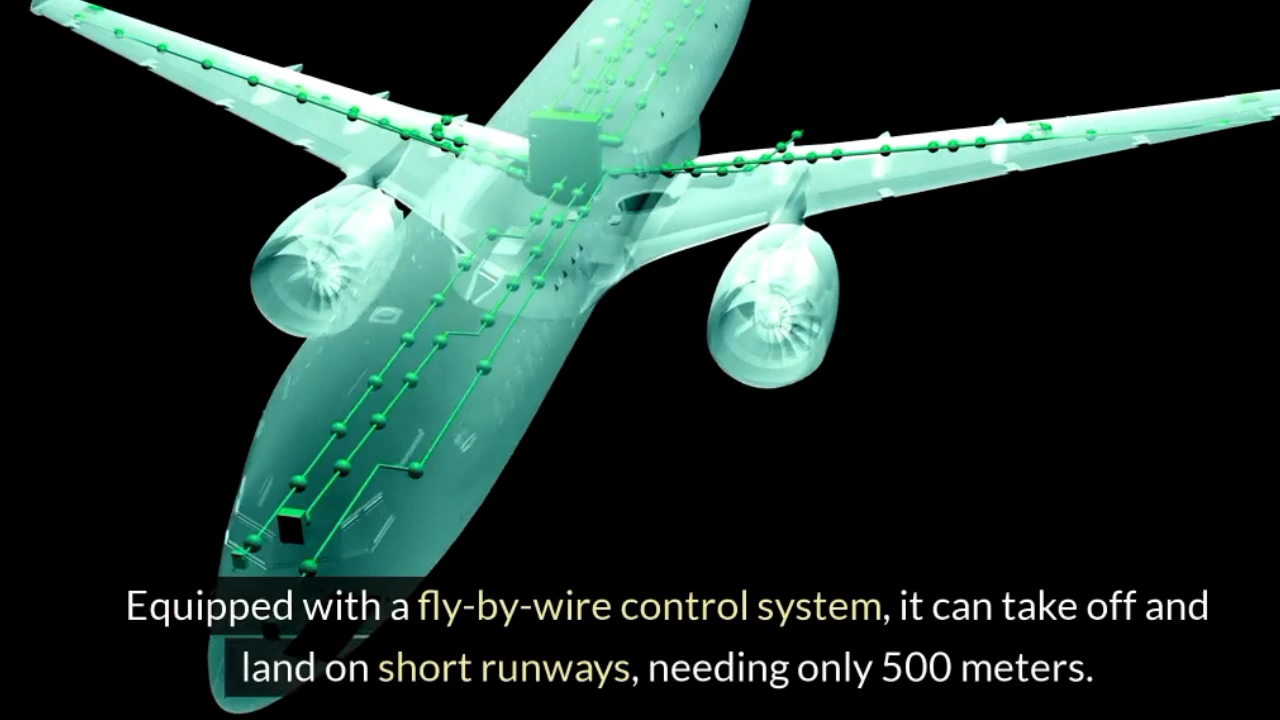 Equipped with a fly-by-wire control system, it can take off and
land on short runways, needing only 500 meters.